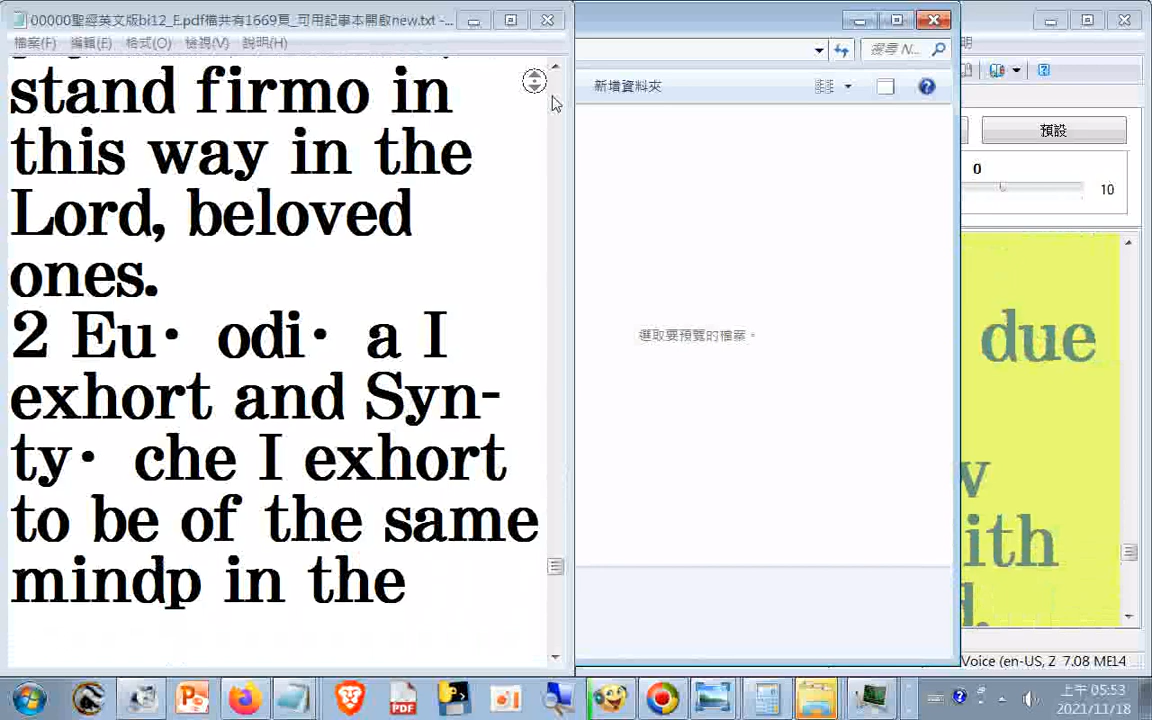 00000聖經英文版bi12_E.pdf檔共有1669頁_可用記事本開啟new.txt -...
檔案(F) 編輯(E) 格式(O) 檢視(V) 說明(H)
stand firmo in
this way in the
Lord, beloved
ones.
2 Eu· odi· a I
exhort and Syn-
ty· che I exhort
to be of the same
mindp in the
搜尋 N...
新增資料夾
選取要預覽的檔案。
明
預設
0
10
due
ith
Voice (en-US, Z 7.08 ME14
PDF
上午 05:53
2021/11/18